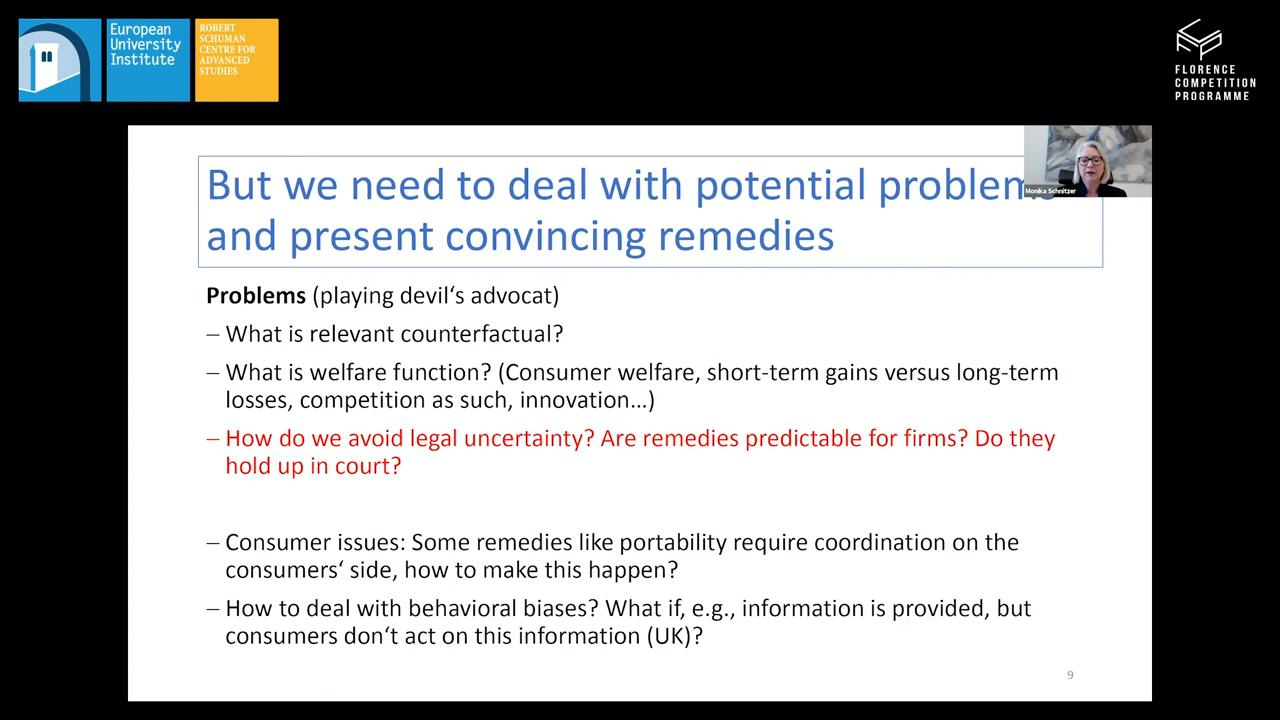 European
University
Institute
ROBERT
SCHUMAN
CENTRE FOR
ADVANCED
STUDIES
FLORENCE
COMPETITION
PROGRAMME
Monika Schnitzer
But we need to deal with potential problems
and present convincing remedies
Problems (playing devil‘s advocat)
– What is relevant counterfactual?
– What is welfare function? (Consumer welfare, short-term gains versus long-term
losses, competition as such, innovation…)
– How do we avoid legal uncertainty? Are remedies predictable for firms? Do they
hold up in court?
– Consumer issues: Some remedies like portability require coordination on the
consumers‘ side, how to make this happen?
– How to deal with behavioral biases? What if, e.g., information is provided, but
consumers don‘t act on this information (UK)?
9